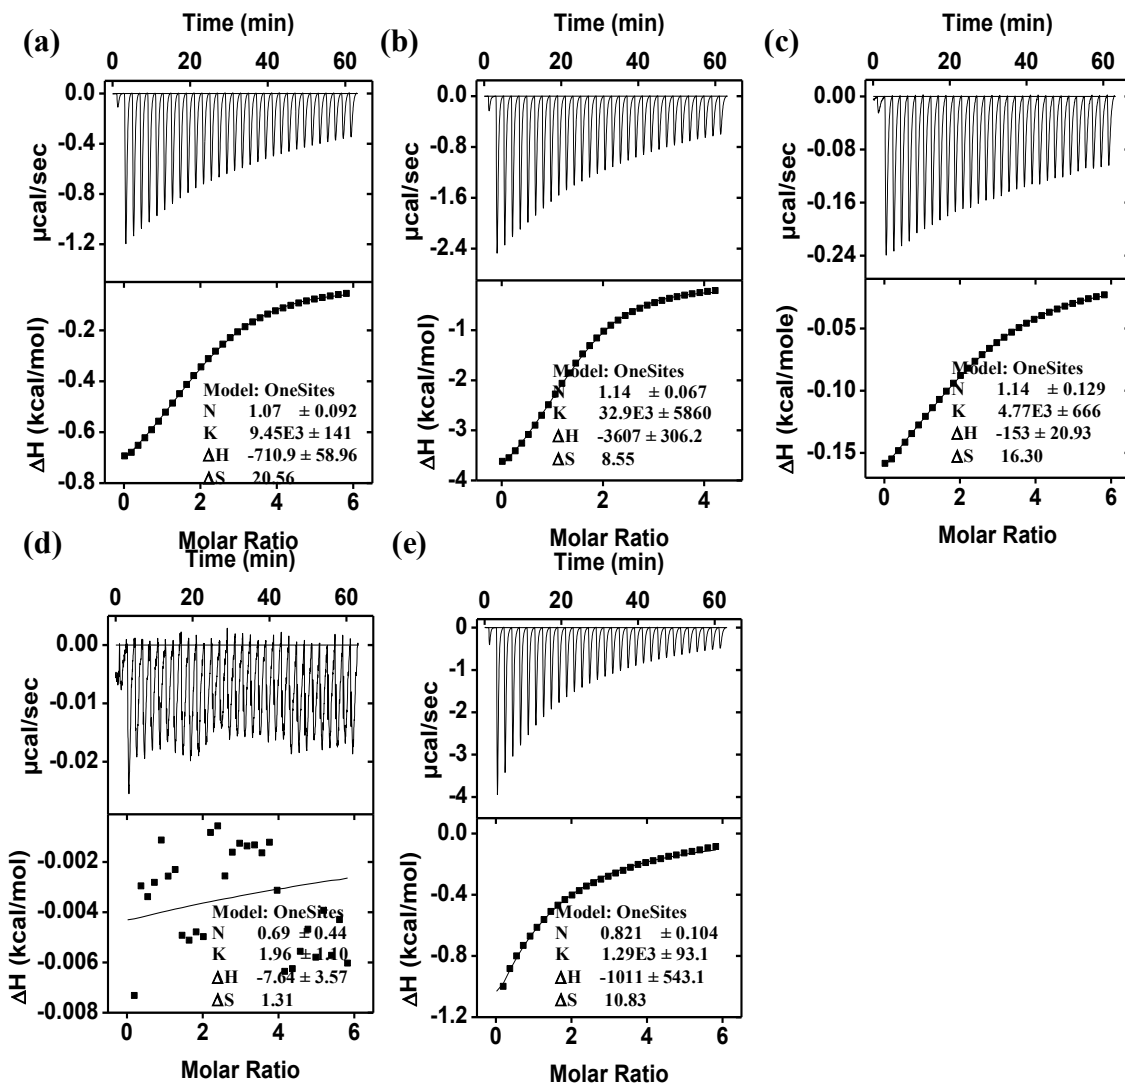 (a)
Time (min)
0 20 40 60
0.0
-0.4
-0.8
-1.2
µcal/sec
-0.2
-0.4
-0.6
-0.8
ΔH (kcal/mol)
Model: OneSites
N 1.07 ± 0.092
K 9.45E3 ± 141
ΔH -710.9 ± 58.96
ΔS 20.56
0 2 4 6
Molar Ratio
(b)
Time (min)
0 20 40 60
0.0
-0.8
-1.6
-2.4
µcal/sec
-1
-2
-3
-4
ΔH (kcal/mol)
Model: OneSites
N 1.14 ± 0.067
K 32.9E3 ± 5860
ΔH -3607 ± 306.2
ΔS 8.55
0 2 4
Molar Ratio
(c)
Time (min)
0 20 40 60
0.00
-0.08
-0.16
-0.24
µcal/sec
-0.05
-0.10
-0.15
ΔH (kcal/mole)
Model: OneSites
N 1.14 ± 0.129
K 4.77E3 ± 666
ΔH -153 ± 20.93
ΔS 16.30
0 2 4 6
Molar Ratio
(d)
Time (min)
0 20 40 60
0.00
-0.01
-0.02
µcal/sec
-0.002
-0.004
-0.006
-0.008
ΔH (kcal/mol)
Model: OneSites
N 0.69 ± 0.44
K 1.96 ± 1.10
ΔH -7.64 ± 3.57
ΔS 1.31
0 2 4 6
Molar Ratio
(e)
Time (min)
0 20 40 60
0
-1
-2
-3
-4
µcal/sec
0.0
-0.4
-0.8
-1.2
ΔH (kcal/mol)
Model: OneSites
N 0.821 ± 0.104
K 1.29E3 ± 93.1
ΔH -1011 ± 543.1
ΔS 10.83
0 2 4 6
Molar Ratio